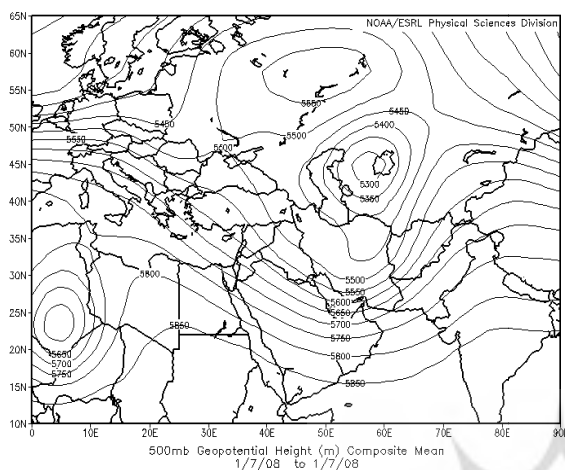 65N NOAA/ESRL Physical Sciences Division
60N
55N
5550
50N
5450
5400
5450
5500
5550
5600
45N
5300
5350
40N
35N
30N
5800
5500
5550
5600
5650
5700
5750
5800
5850
25N
5850
20N
5650
5700
5750
15N
10N
0 10E 20E 30E 40E 50E 60E 70E 80E 90E
500mb Geopotential Height (m) Composite Mean
1/7/08 to 1/7/08